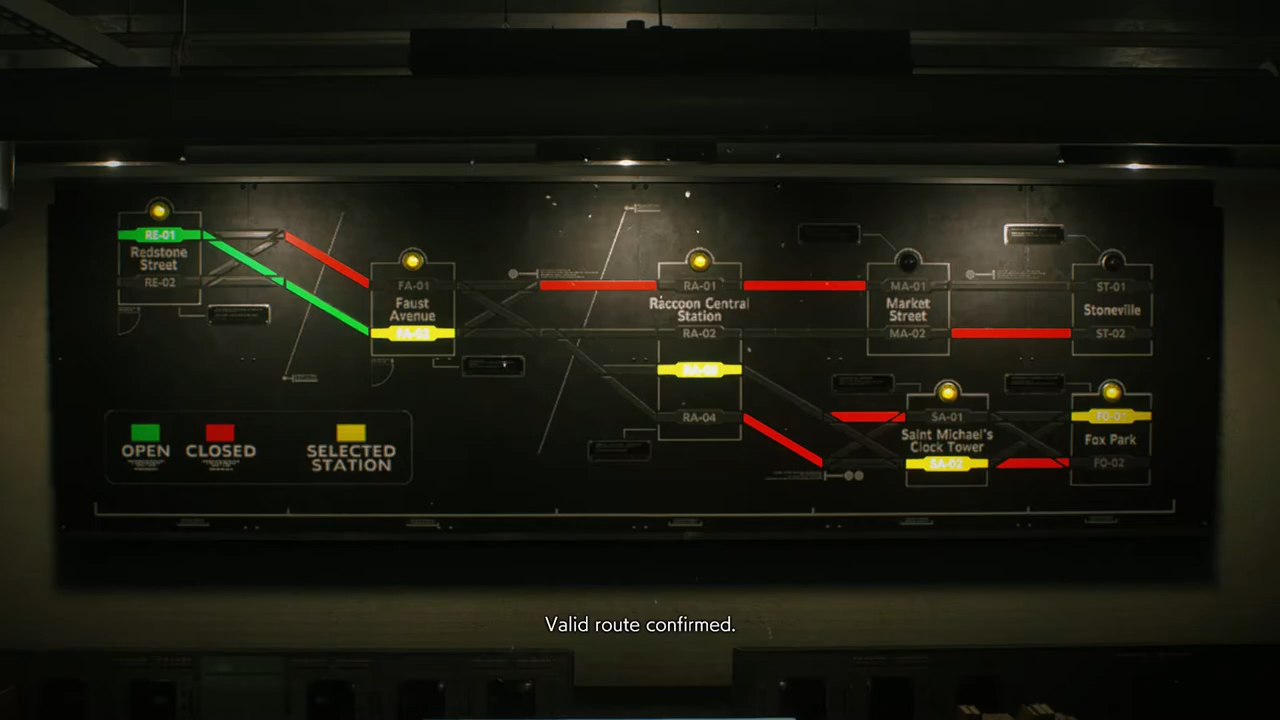 RE-01
Redstone
Street
RE-02
FA-01
Faust
Avenue
FA-02
RA-01
Raccoon Central
Station
RA-02
RA-03
RA-04
MA-01
Market
Street
MA-02
ST-01
Stoneville
ST-02
SA-01
Saint Michael's
Clock Tower
SA-02
FO-01
Fox Park
FO-02
OPEN
CLOSED
SELECTED
STATION
Valid route confirmed.